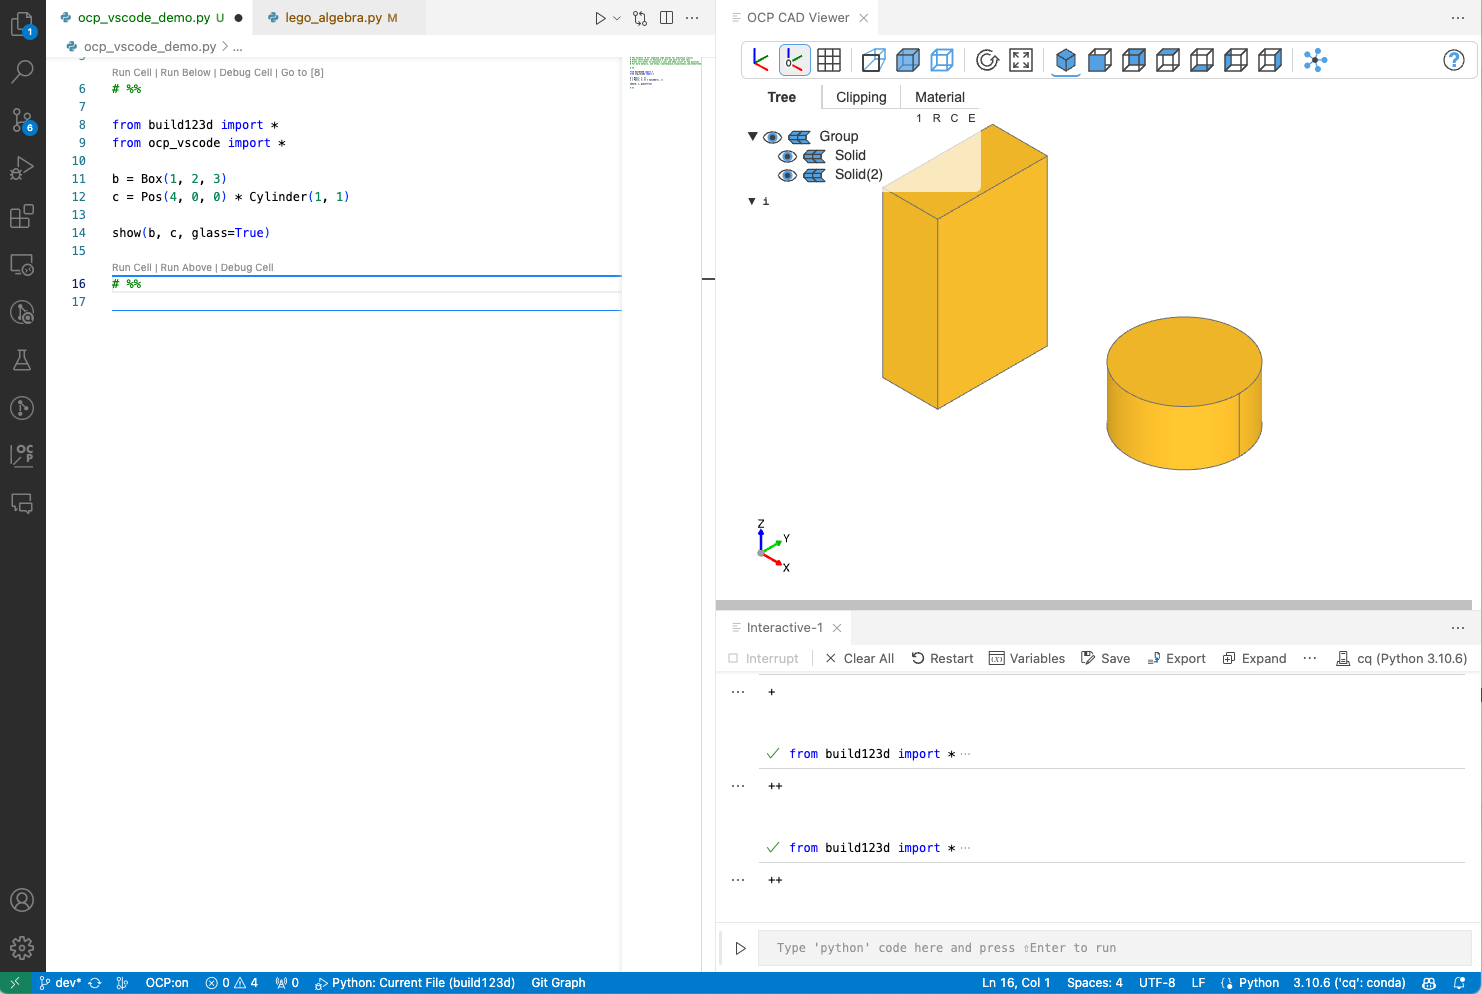 ocp_vscode_demo.py U
lego_algebra.py M
ocp_vscode_demo.py > ...
Run Cell | Run Below | Debug Cell | Go to [8]
6 # %%
7
8 from build123d import *
9 from ocp_vscode import *
10
11 b = Box(1, 2, 3)
12 c = Pos(4, 0, 0) * Cylinder(1, 1)
13
14 show(b, c, glass=True)
15
Run Cell | Run Above | Debug Cell
16 # %%
17
1
6
OCP
OCP CAD Viewer
?
Tree
Clipping
Material
1 R C E
Group
Solid
Solid(2)
i
Z
Y
X
Interactive-1
Interrupt
Clear All
Restart
Variables
Save
Export
Expand
...
cq (Python 3.10.6)
... +
from build123d import * ...
... ++
from build123d import * ...
... ++
Type 'python' code here and press ⇧Enter to run
dev*
OCP:on
0
4
0
Python: Current File (build123d)
Git Graph
Ln 16, Col 1
Spaces: 4
UTF-8
LF
Python
3.10.6 ('cq': conda)